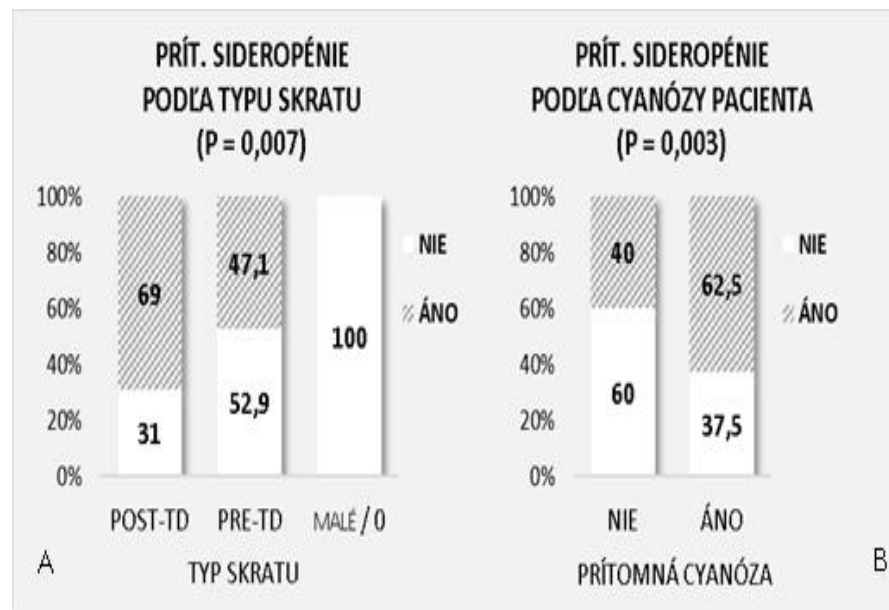 PRÍT. SIDEROPÉNIE
PODĽA TYPU SKRATU
(P = 0,007)
100%
80%
60%
40%
20%
0%
69
31
47,1
52,9
100
NIE
ÁNO
POST-TD
PRE-TD
MALÉ / 0
TYP SKRATU
A
PRÍT. SIDEROPÉNIE
PODĽA CYANÓZY PACIENTA
(P = 0,003)
100%
80%
60%
40%
20%
0%
40
60
62,5
37,5
NIE
ÁNO
NIE
ÁNO
PRÍTOMNÁ CYANÓZA
B